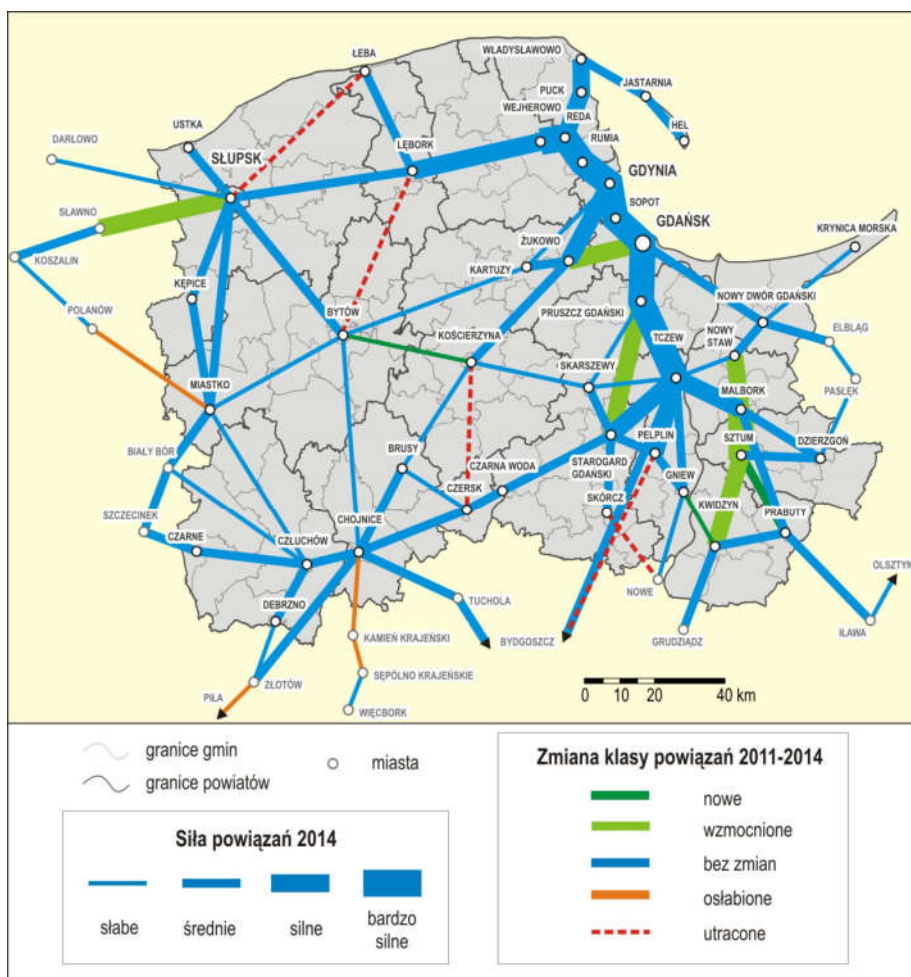 ŁEBA
WŁADYSŁAWOWO
JASTARNIA
PUCK
HEL
WEJHEROWO
REDA
RUMIA
USTKA
DARŁOWO
SŁUPSK
LĘBORK
GDYNIA
SOPOT
GDAŃSK
SŁAWNO
KOSZALIN
ŻUKOWO
KARTUZY
KRYNICA MORSKA
KĘPICE
POLANÓW
BYTÓW
KOŚCIERZYNA
PRUSZCZ GDAŃSKI
NOWY DWÓR GDAŃSKI
TCZEW
NOWY
STAW
ELBLĄG
SKARSZEWY
PASŁĘK
MIASTKO
MALBORK
BIAŁY BÓR
BRUSY
CZARNA WODA
STAROGARD
GDAŃSKI
PELPLIN
SZTUM
DZIERZGOŃ
GNIEW
SZCZECINEK
CZARNE
CZŁUCHÓW
CHOJNICE
CZERSK
SKÓRCZ
KWIDZYN
PRABUTY
DEBRZNO
TUCHOLA
NOWE
OLSZTYN
KAMIEŃ KRAJEŃSKI
BYDGOSZCZ
GRUDZIĄDZ
IŁAWA
ZŁOTÓW
SĘPÓLNO KRAJEŃSKIE
PIŁA
WIĘCBORK
0 10 20 40 km
granice gmin
granice powiatów
miasta
Siła powiązań 2014
słabe średnie silne bardzo
silne
Zmiana klasy powiązań 2011-2014
nowe
wzmocnione
bez zmian
osłabione
utracone